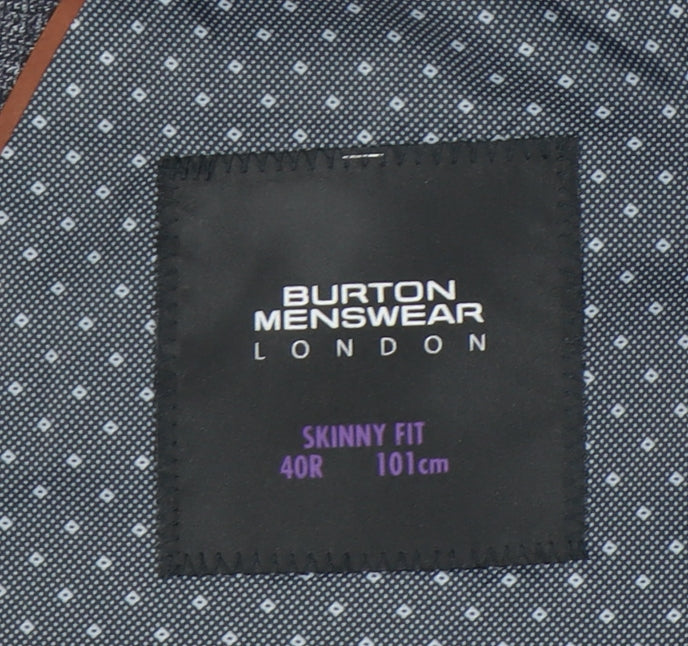 BURTON
MENSWEAR
LONDON
SKINNY FIT
40R 101cm